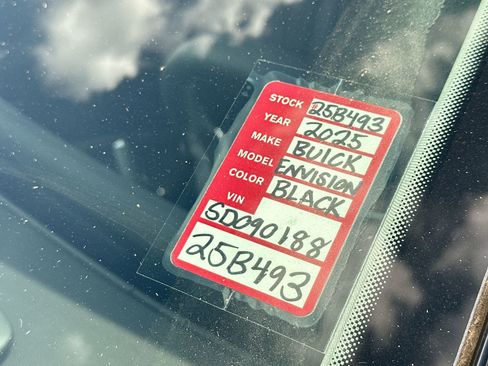 STOCK 25B493
YEAR 2025
MAKE BUICK
MODEL ENVISION
COLOR BLACK
VIN
SD090188
25B493